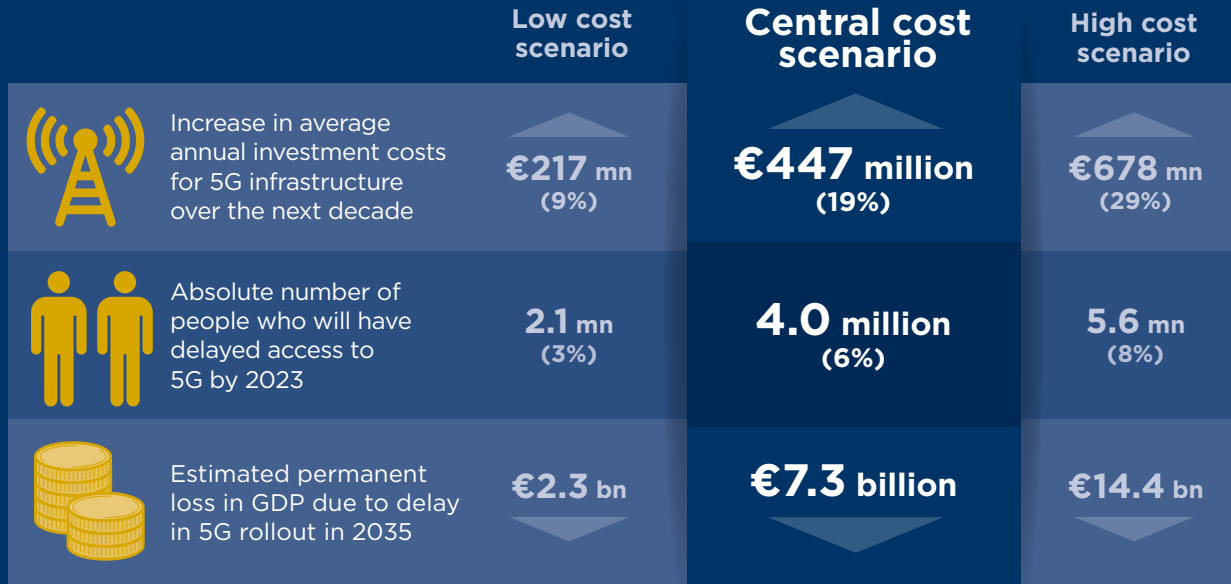 Low cost
scenario
Central cost
scenario
High cost
scenario
Increase in average
annual investment costs
for 5G infrastructure
over the next decade
€217 mn
(9%)
€447 million
(19%)
€678 mn
(29%)
Absolute number of
people who will have
delayed access to
5G by 2023
2.1 mn
(3%)
4.0 million
(6%)
5.6 mn
(8%)
Estimated permanent
loss in GDP due to delay
in 5G rollout in 2035
€2.3 bn
€7.3 billion
€14.4 bn